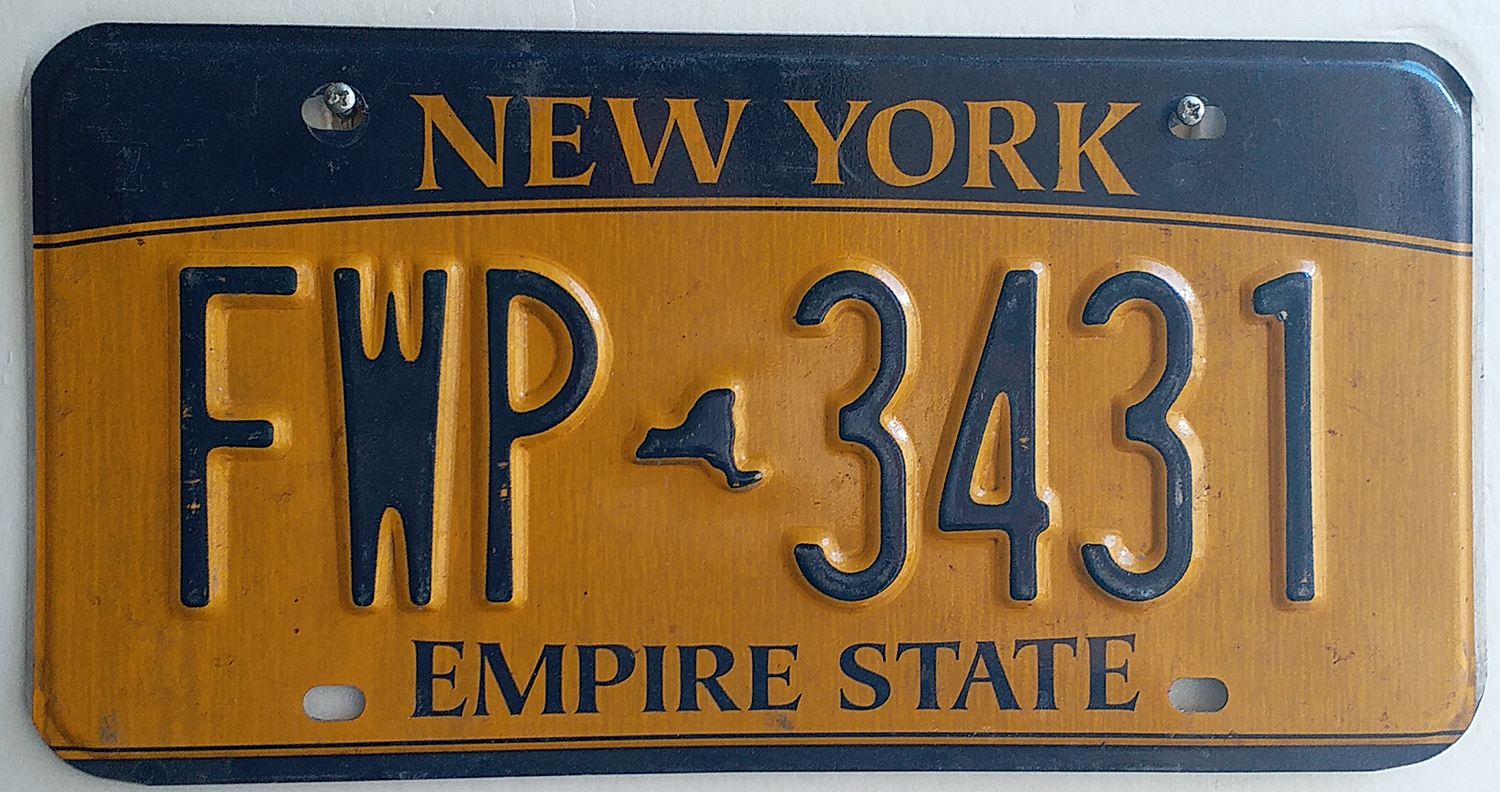 NEW YORK
FWP 3431
EMPIRE STATE